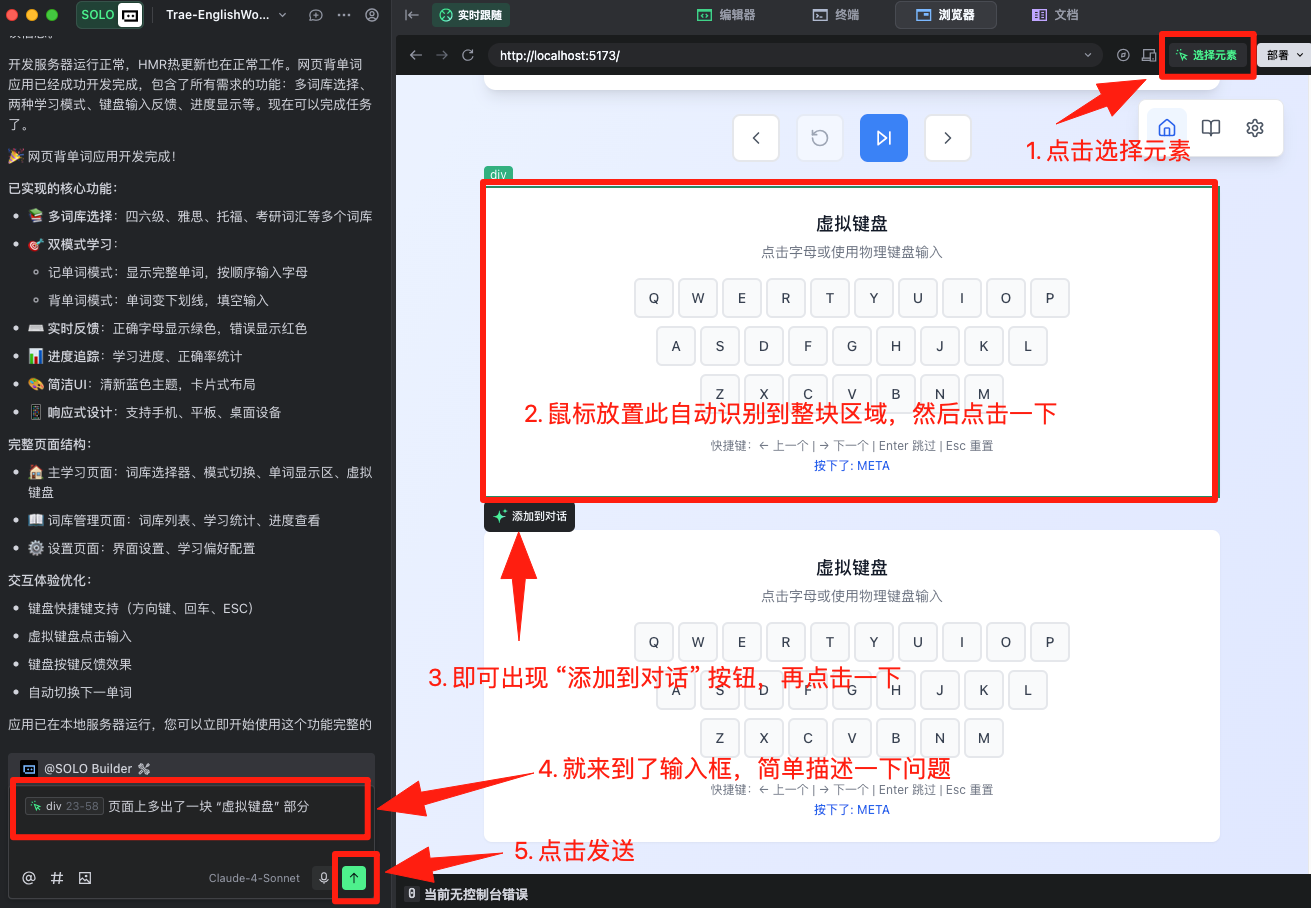 SOLO
Trae-EnglishWo...
实时跟随
编辑器
终端
浏览器
文档
http://localhost:5173/
选择元素
部署
开发服务器运行正常，HMR热更新也在正常工作。网页背单词
应用已经成功开发完成，包含了所有需求的功能：多词库选择、
两种学习模式、键盘输入反馈、进度显示等。现在可以完成任务
了。
🎉 网页背单词应用开发完成！
已实现的核心功能：
• 📚 多词库选择：四六级、雅思、托福、考研词汇等多个词库
• 🎯 双模式学习：
◦ 记单词模式：显示完整单词，按顺序输入字母
◦ 背单词模式：单词变下划线，填空输入
• ⌨️ 实时反馈：正确字母显示绿色，错误显示红色
• 📊 进度追踪：学习进度、正确率统计
• 🎨 简洁UI：清新蓝色主题，卡片式布局
• 📱 响应式设计：支持手机、平板、桌面设备
完整页面结构：
• 🏠 主学习页面：词库选择器、模式切换、单词显示区、虚拟
键盘
• 📖 词库管理页面：词库列表、学习统计、进度查看
• ⚙️ 设置页面：界面设置、学习偏好配置
交互体验优化：
• 键盘快捷键支持（方向键、回车、ESC）
• 虚拟键盘点击输入
• 键盘按键反馈效果
• 自动切换下一单词
应用已在本地服务器运行，您可以立即开始使用这个功能完整的
@SOLO Builder
div 23-58 页面上多出了一块 “虚拟键盘” 部分
@ #
Claude-4-Sonnet
1. 点击选择元素
div
虚拟键盘
点击字母或使用物理键盘输入
Q W E R T Y U I O P
A S D F G H J K L
Z X C V B N M
2. 鼠标放置此自动识别到整块区域，然后点击一下
快捷键：← 上一个 | → 下一个 | Enter 跳过 | Esc 重置
按下了: META
添加到对话
虚拟键盘
点击字母或使用物理键盘输入
Q W E R T Y U I O P
3. 即可出现 “添加到对话” 按钮，再点击一下
A S D F G H J K L
Z X C V B N M
4. 就来到了输入框，简单描述一下问题
快捷键：← 上一个 | → 下一个 | Enter 跳过 | Esc 重置
按下了: META
5. 点击发送
0 当前无控制台错误